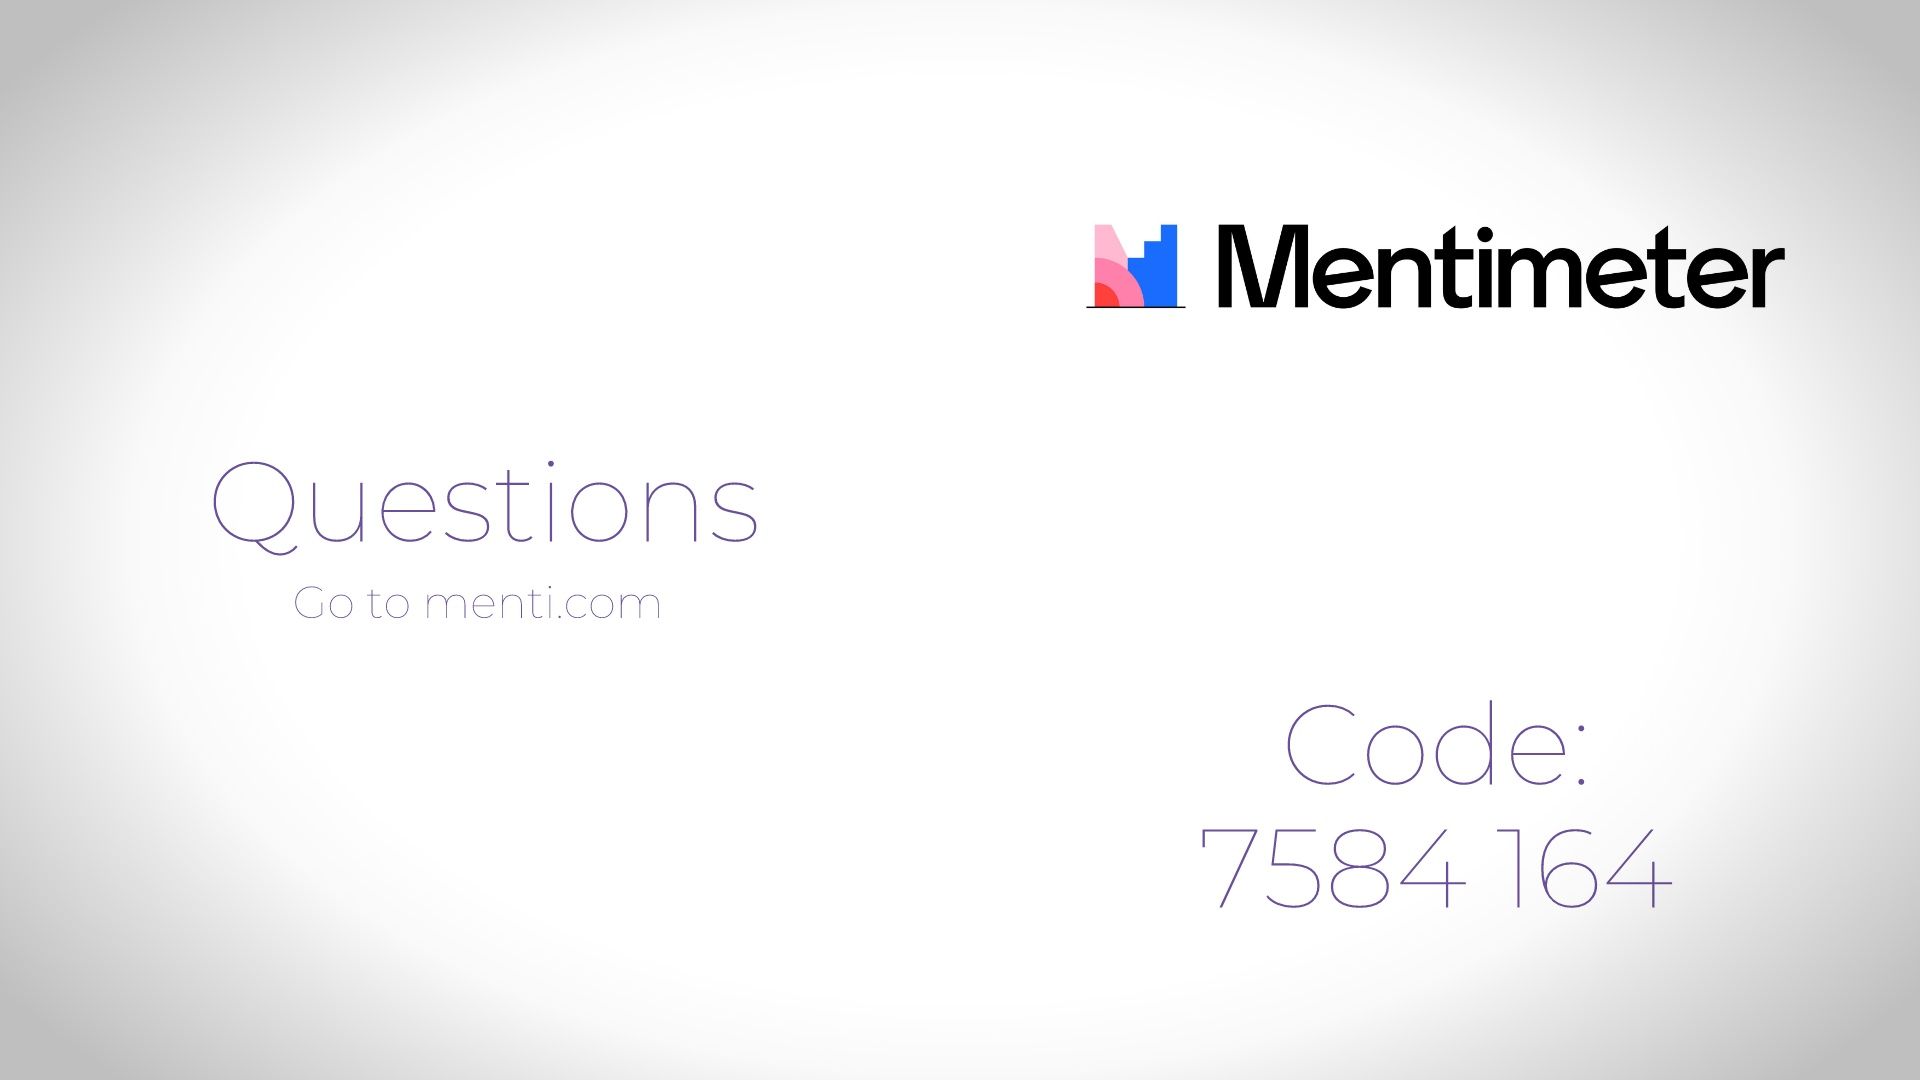 Mentimeter
Questions
Go to menti.com
Code:
7584 164